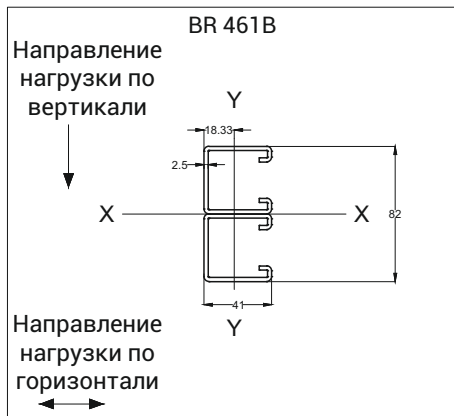 BR 461B
Направление
нагрузки по
вертикали
Y
18.33
2.5
X
X
82
41
Y
Направление
нагрузки по
горизонтали